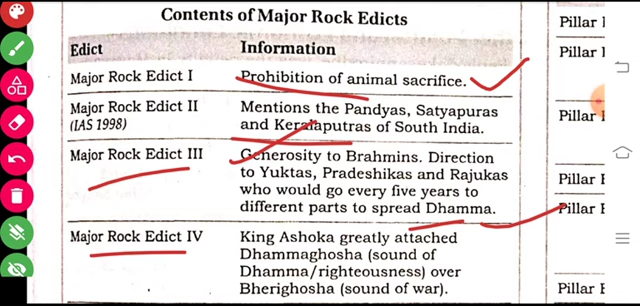 Contents of Major Rock Edicts
Edict Information
Major Rock Edict I Prohibition of animal sacrifice.
Major Rock Edict II Mentions the Pandyas, Satyapuras
(IAS 1998) and Keralaputras of South India.
Major Rock Edict III Generosity to Brahmins. Direction
to Yuktas, Pradeshikas and Rajukas
who would go every five years to
different parts to spread Dhamma.
Major Rock Edict IV King Ashoka greatly attached
Dhammaghosha (sound of
Dhamma/righteousness) over
Bherighosha (sound of war).
Pillar
Pillar
Pillar
Pillar
Pillar
Pillar